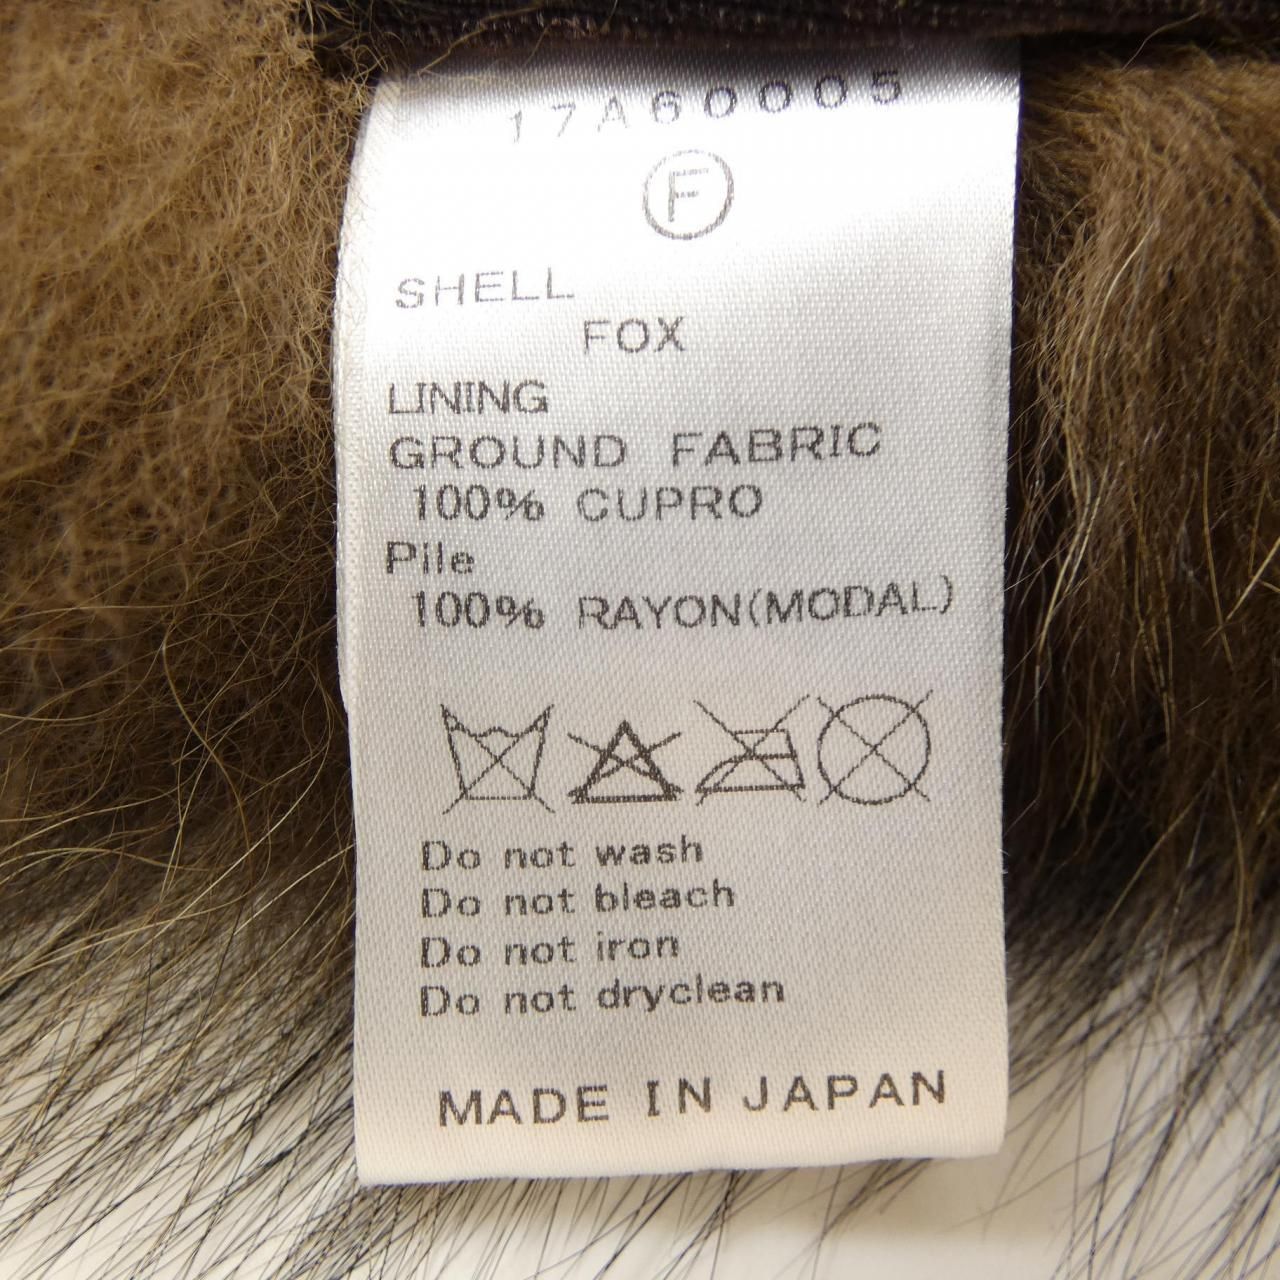 17A60005
F
SHELL
FOX
LINING
GROUND FABRIC
100% CUPRO
Pile
100% RAYON(MODAL)
Do not wash
Do not bleach
Do not iron
Do not dryclean
MADE IN JAPAN